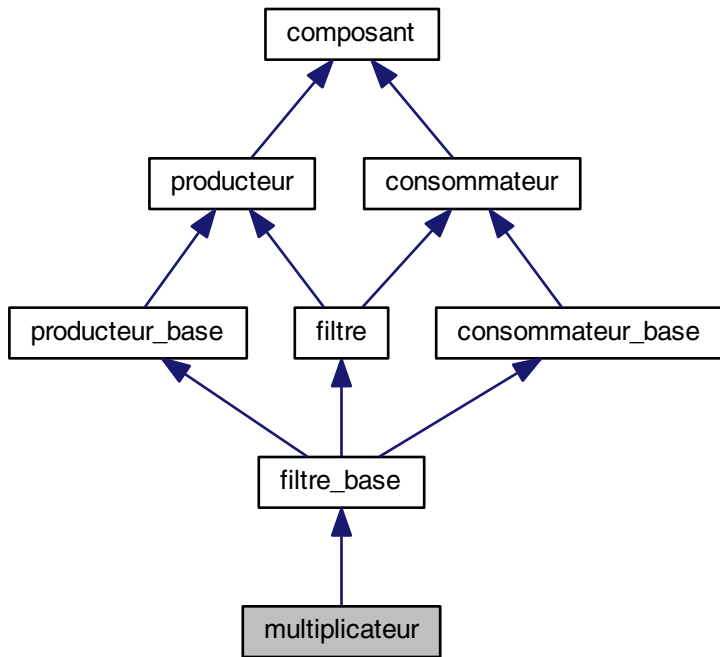 composant
producteur
consommateur
producteur_base
filtre
consommateur_base
filtre_base
multiplicateur